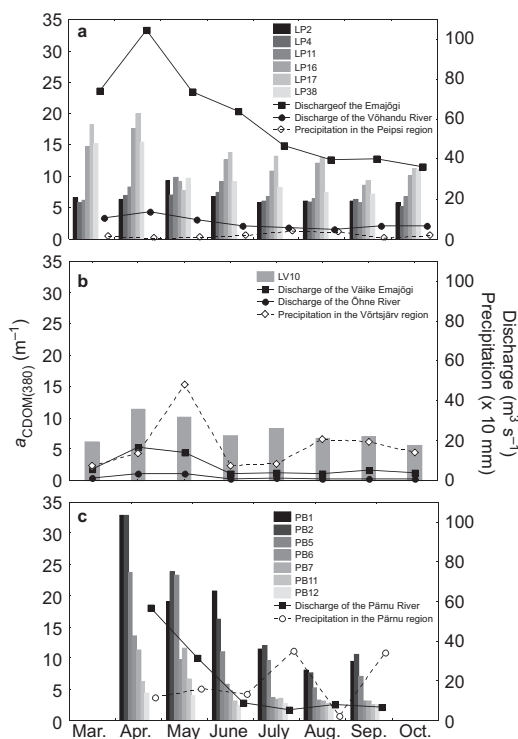 35
30
25
20
15
10
5
0
a
LP2
LP4
LP11
LP16
LP17
LP38
Dischargeof the Emajõgi
Discharge of the Võhandu River
Precipitation in the Peipsi region
100
80
60
40
20
0
35
30
25
20
15
10
5
0
b
LV10
Discharge of the Väike Emajõgi
Discharge of the Õhne River
Precipitation in the Võrtsjärv region
100
80
60
40
20
0
aCDOM(380) (m–1)
Discharge (m3 s–1)
Precipitation (x 10 mm)
35
30
25
20
15
10
5
0
c
PB1
PB2
PB5
PB6
PB7
PB11
PB12
Discharge of the Pärnu River
Precipitation in the Pärnu region
100
80
60
40
20
0
Mar. Apr. May June July Aug. Sep. Oct.